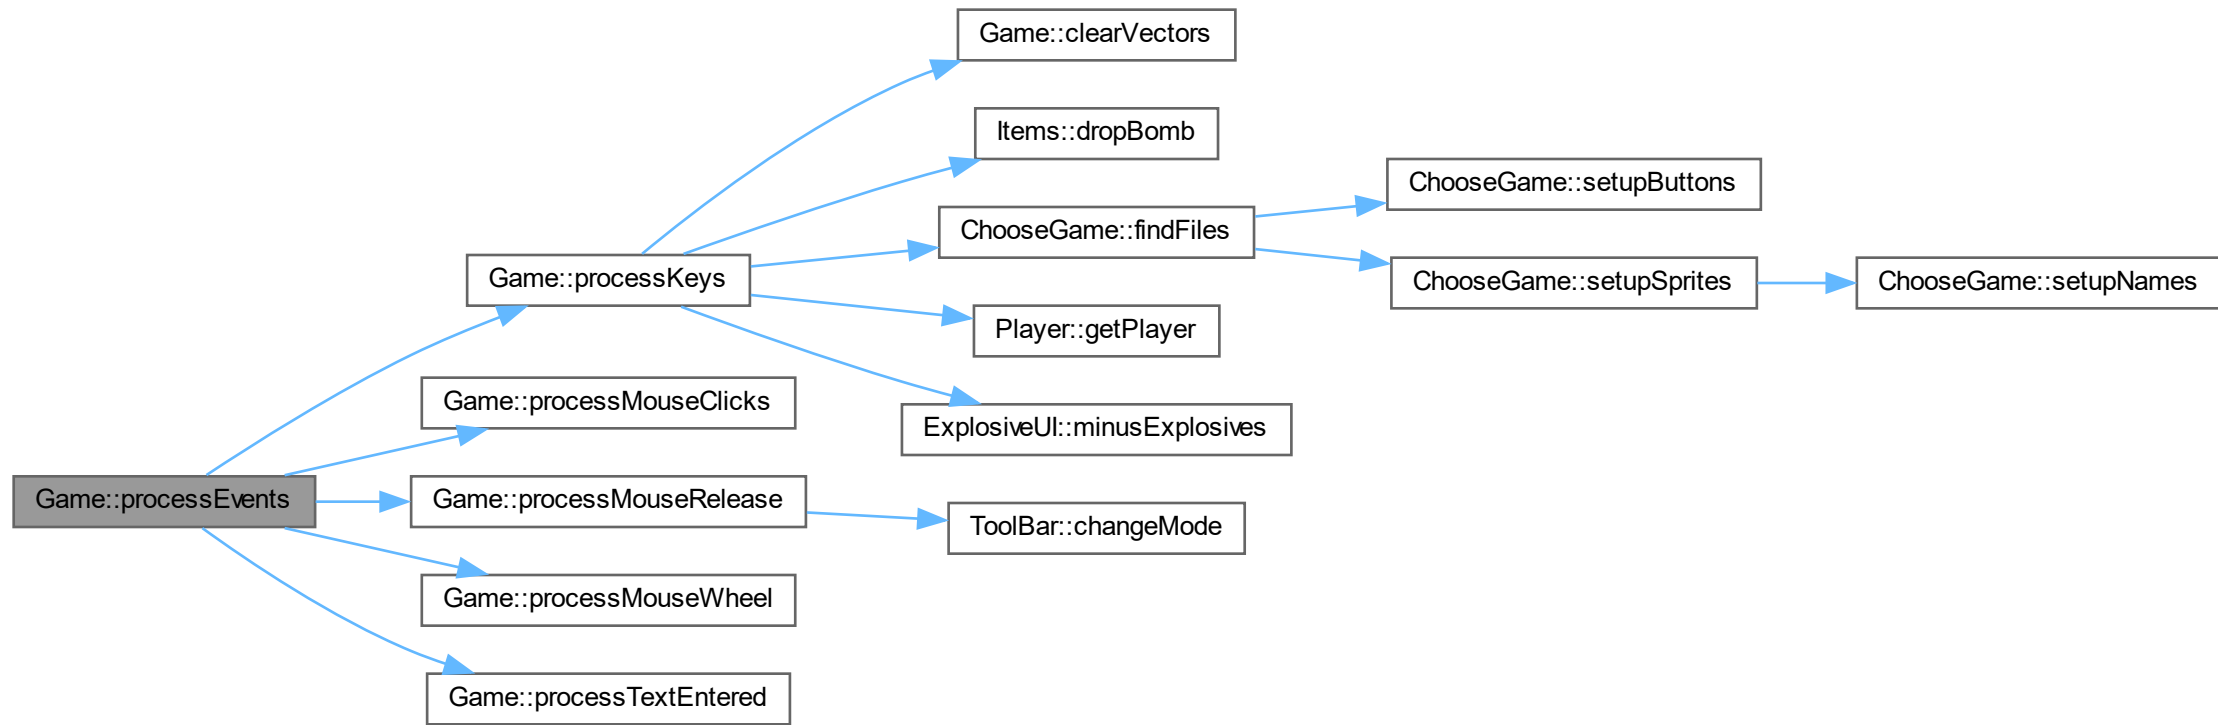 Game::clearVectors
Items::dropBomb
ChooseGame::setupButtons
ChooseGame::findFiles
Game::processKeys
ChooseGame::setupSprites
ChooseGame::setupNames
Player::getPlayer
Game::processMouseClicks
ExplosiveUI::minusExplosives
Game::processEvents
Game::processMouseRelease
ToolBar::changeMode
Game::processMouseWheel
Game::processTextEntered